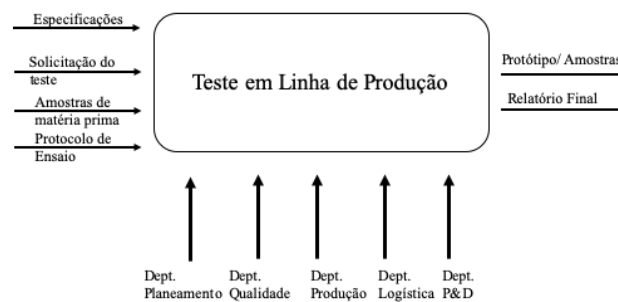 Especificações
Solicitação do
teste
Amostras de
matéria prima
Protocolo de
Ensaio
Teste em Linha de Produção
Protótipo/ Amostras
Relatório Final
Dept.
Planeamento
Dept.
Qualidade
Dept.
Produção
Dept.
Logística
Dept.
P&D